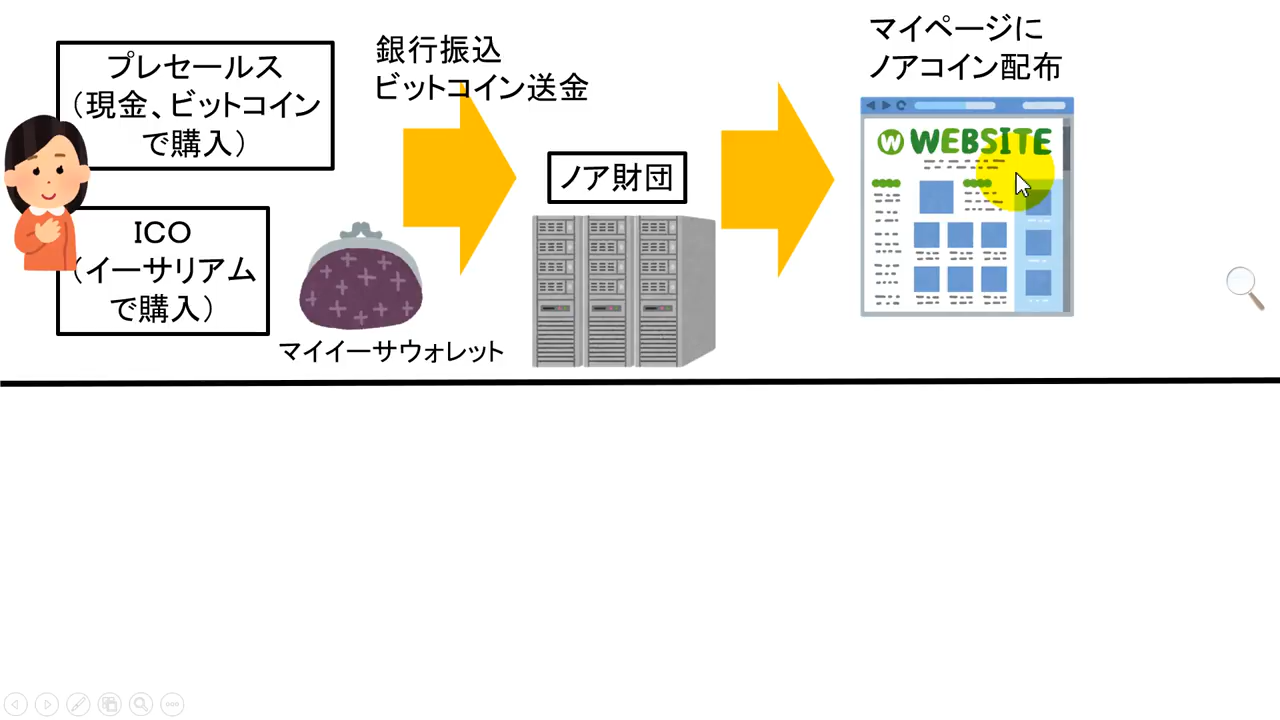 プレセールス
（現金、ビットコイン
で購入）
ICO
（イーサリアム
で購入）
銀行振込
ビットコイン送金
マイイーサウォレット
ノア財団
マイページに
ノアコイン配布
W WEBSITE